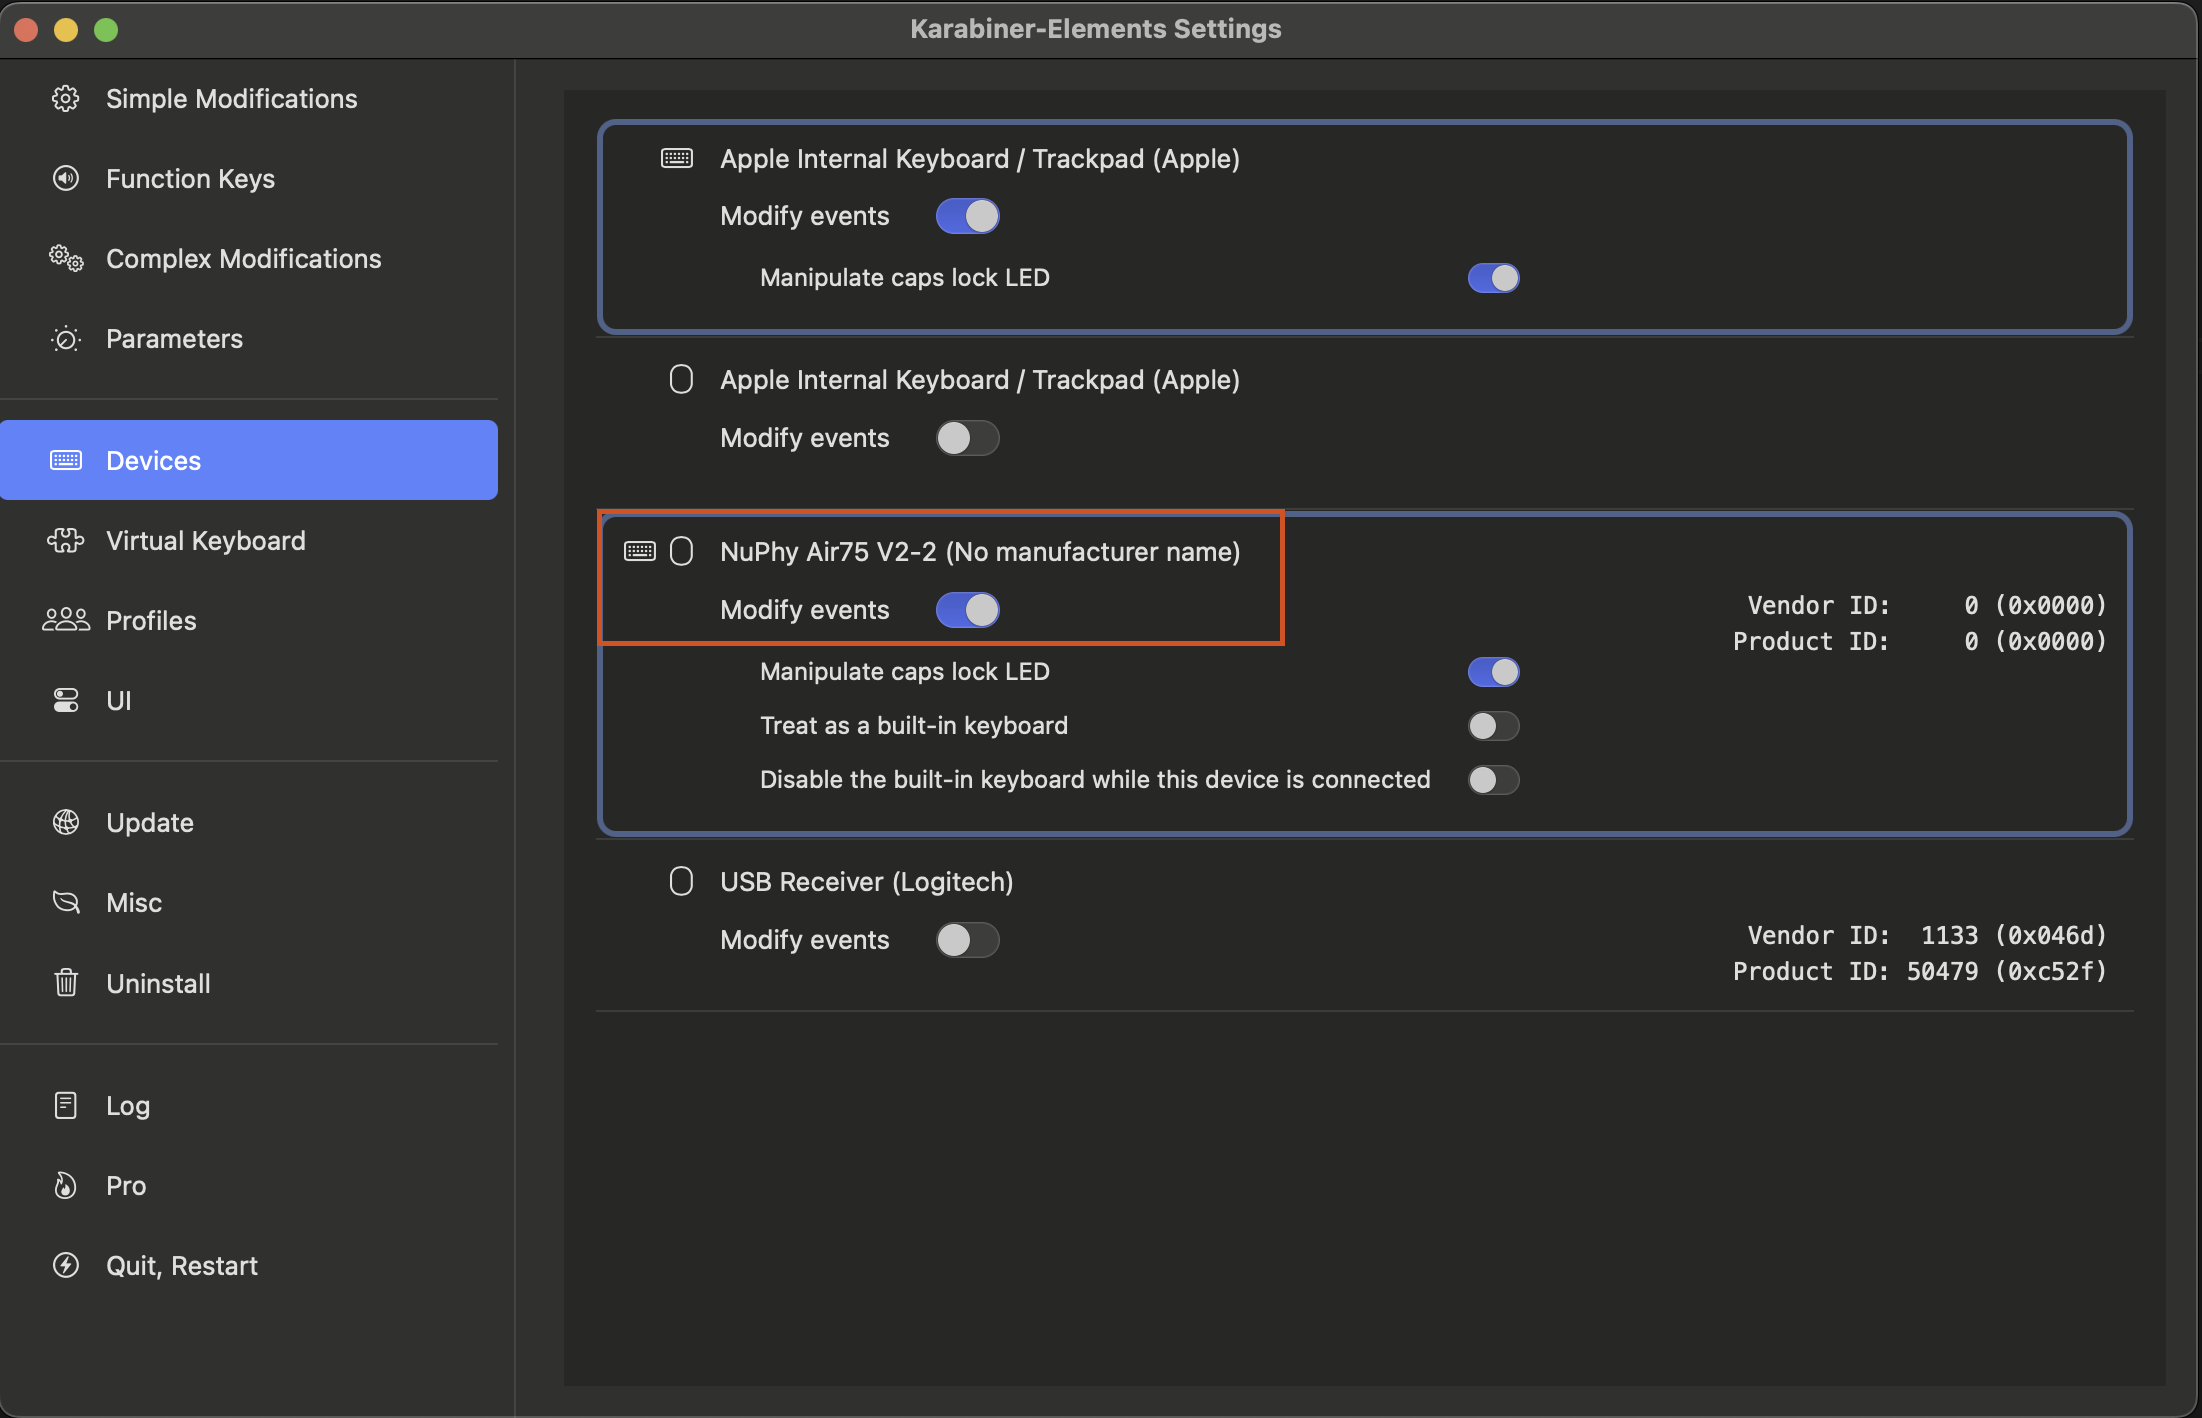 Karabiner-Elements Settings
Simple Modifications
Function Keys
Complex Modifications
Parameters
Devices
Virtual Keyboard
Profiles
UI
Update
Misc
Uninstall
Log
Pro
Quit, Restart
Apple Internal Keyboard / Trackpad (Apple)
Modify events
Manipulate caps lock LED
Apple Internal Keyboard / Trackpad (Apple)
Modify events
NuPhy Air75 V2-2 (No manufacturer name)
Modify events
Vendor ID: 0 (0x0000)
Product ID: 0 (0x0000)
Manipulate caps lock LED
Treat as a built-in keyboard
Disable the built-in keyboard while this device is connected
USB Receiver (Logitech)
Modify events
Vendor ID: 1133 (0x046d)
Product ID: 50479 (0xc52f)